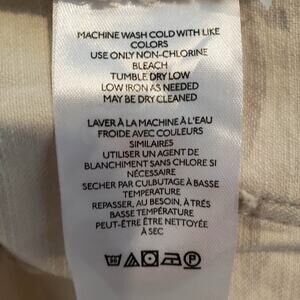 MACHINE WASH COLD WITH LIKE
COLORS
USE ONLY NON-CHLORINE
BLEACH
TUMBLE DRY LOW
LOW IRON AS NEEDED
MAY BE DRY CLEANED
LAVER À LA MACHINE À L'EAU
FROIDE AVEC COULEURS
SIMILAIRES
UTILISER UN AGENT DE
BLANCHIMENT SANS CHLORE SI
NÉCESSAIRE
SECHER PAR CULBUTAGE À BASSE
TEMPERATURE
REPASSER, AU BESOIN, À TRÈS
BASSE TEMPÉRATURE
PEUT-ÊTRE ÊTRE NETTOYÉE
À SEC